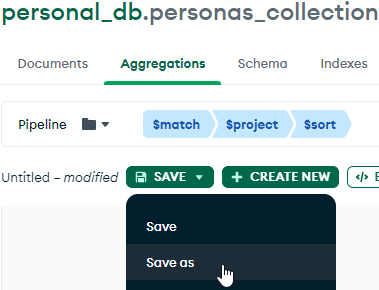 personal_db.personas_collection
Documents Aggregations Schema Indexes
Pipeline $match $project $sort
Untitled – modified SAVE + CREATE NEW </>
Save
Save as